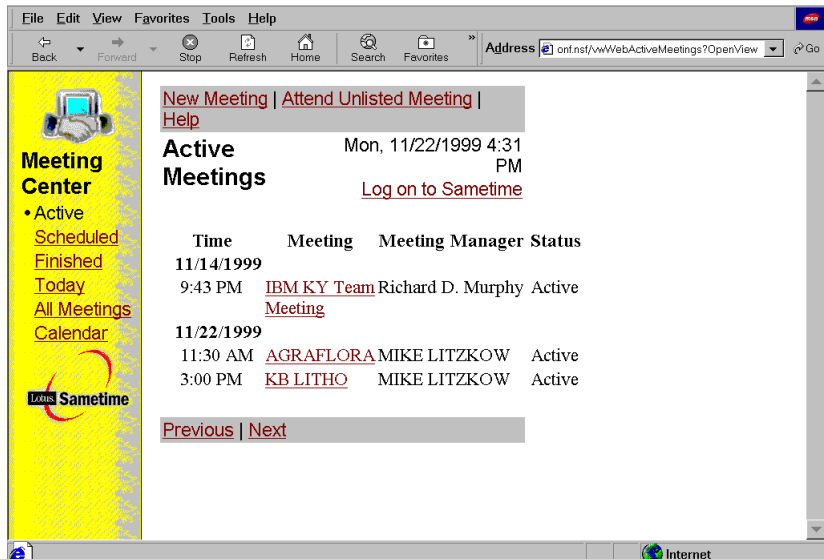 File Edit View Favorites Tools Help
Back Forward Stop Refresh Home Search Favorites » Address onf.nsf/vwWebActiveMeetings?OpenView Go
New Meeting | Attend Unlisted Meeting |
Help
Meeting
Center
• Active
Scheduled
Finished
Today
All Meetings
Calendar
Lotus. Sametime
Active
Meetings
Mon, 11/22/1999 4:31
PM
Log on to Sametime
Time Meeting Meeting Manager Status
11/14/1999
9:43 PM IBM KY Team Richard D. Murphy Active
Meeting
11/22/1999
11:30 AM AGRAFLORA MIKE LITZKOW Active
3:00 PM KB LITHO MIKE LITZKOW Active
Previous | Next
Internet